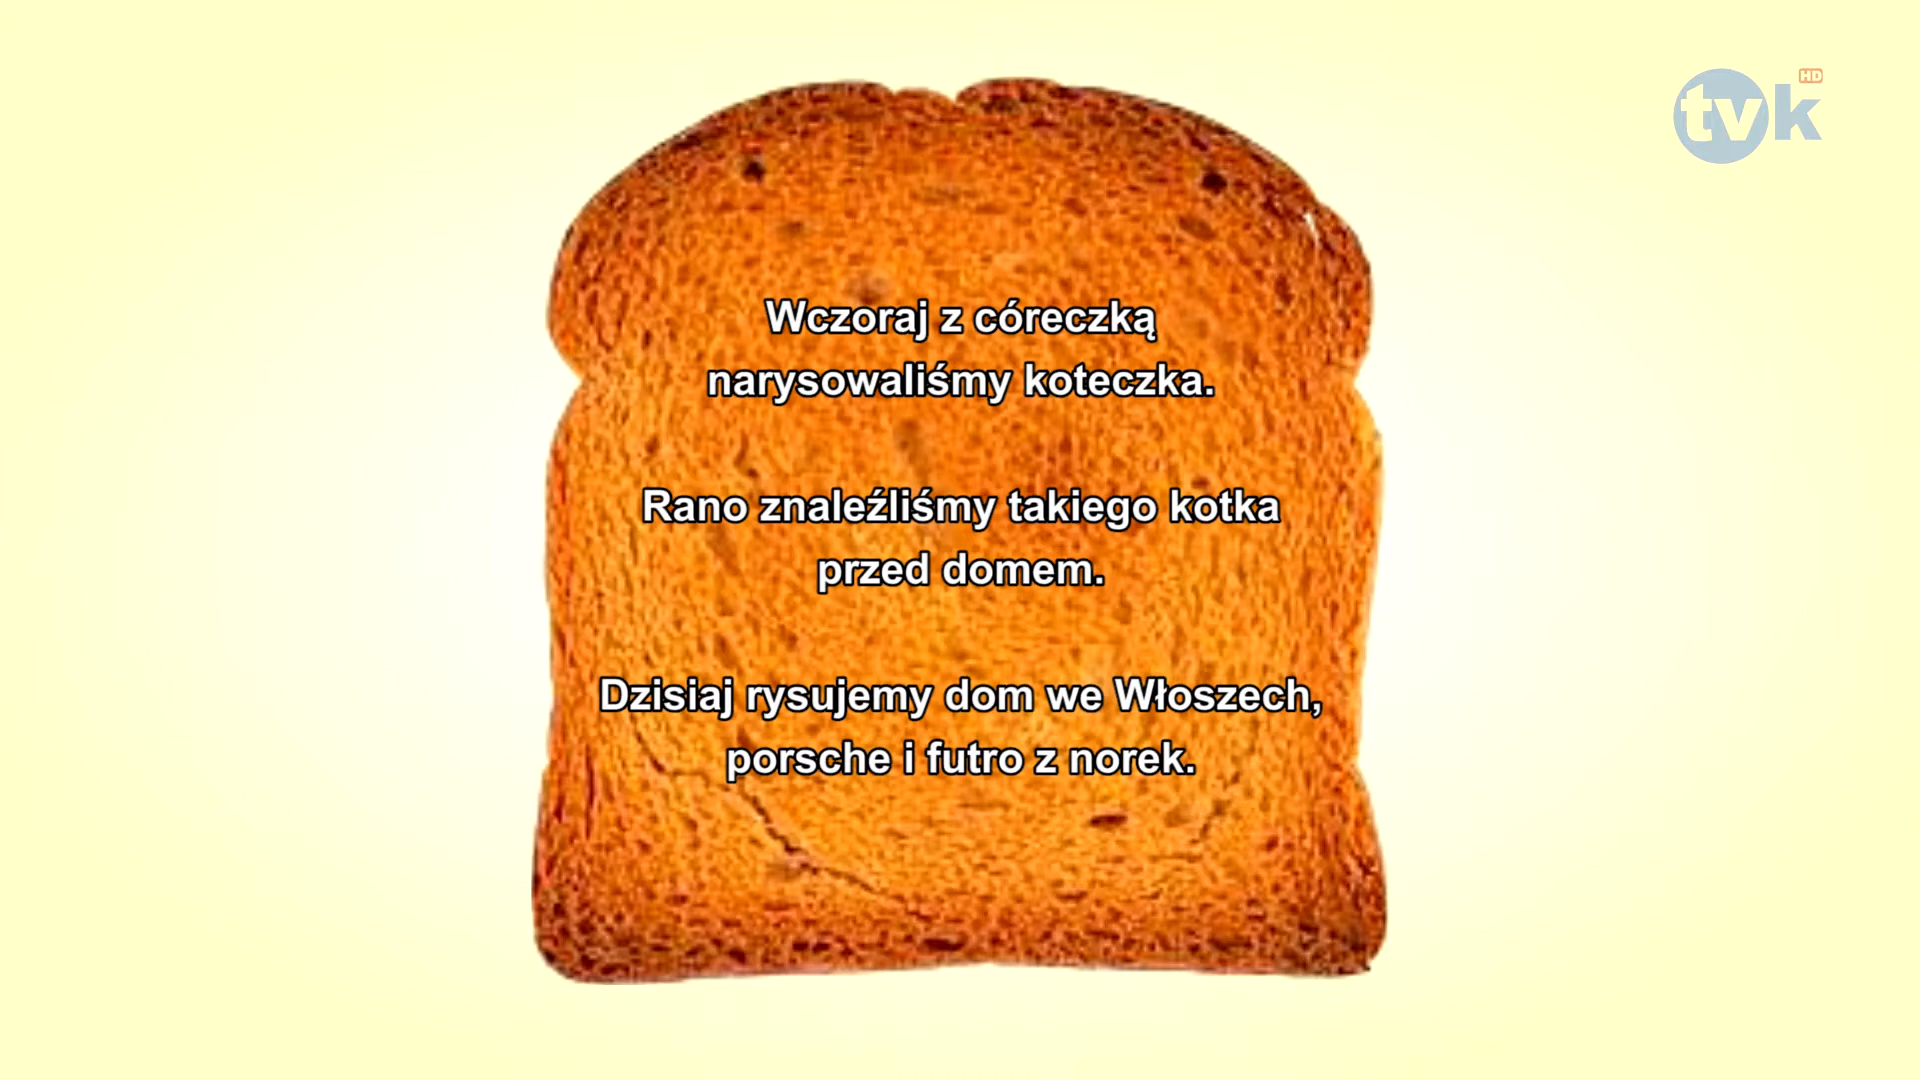 tvk HD
Wczoraj z córeczką
narysowaliśmy koteczka.
Rano znaleźliśmy takiego kotka
przed domem.
Dzisiaj rysujemy dom we Włoszech,
porsche i futro z norek.